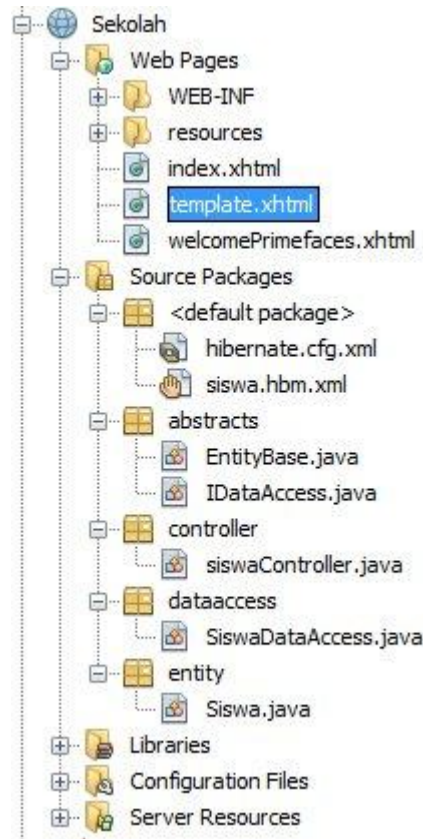 Sekolah
Web Pages
WEB-INF
resources
index.xhtml
template.xhtml
welcomePrimefaces.xhtml
Source Packages
<default package>
hibernate.cfg.xml
siswa.hbm.xml
abstracts
EntityBase.java
IDataAccess.java
controller
siswaController.java
dataaccess
SiswaDataAccess.java
entity
Siswa.java
Libraries
Configuration Files
Server Resources